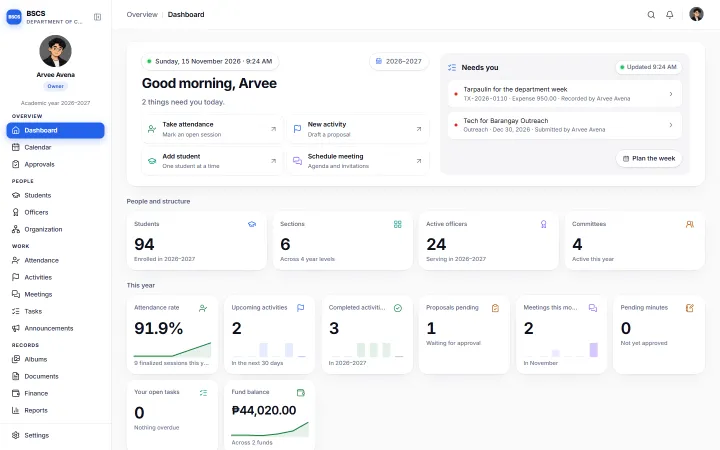 BSCS
BSCS
DEPARTMENT OF C...
Arvee Avena
Owner
Academic year 2026-2027
OVERVIEW
Dashboard
Calendar
Approvals
PEOPLE
Students
Officers
Organization
WORK
Attendance
Activities
Meetings
Tasks
Announcements
RECORDS
Albums
Documents
Finance
Reports
Settings
Overview
Dashboard
Sunday, 15 November 2026 · 9:24 AM
2026–2027
Good morning, Arvee
2 things need you today.
Take attendance
Mark an open session
New activity
Draft a proposal
Add student
One student at a time
Schedule meeting
Agenda and invitations
Needs you
Updated 9:24 AM
Tarpaulin for the department week
TX-2026-0110 · Expense 950.00 · Recorded by Arvee Avena
Tech for Barangay Outreach
Outreach · Dec 30, 2026 · Submitted by Arvee Avena
Plan the week
People and structure
Students
94
Enrolled in 2026–2027
Sections
6
Across 4 year levels
Active officers
24
Serving in 2026–2027
Committees
4
Active this year
This year
Attendance rate
91.9%
9 finalized sessions this y...
Upcoming activities
2
In the next 30 days
Completed activiti...
3
In 2026–2027
Proposals pending
1
Waiting for approval
Meetings this mo...
2
In November
Pending minutes
0
Not yet approved
Your open tasks
0
Nothing overdue
Fund balance
₱44,020.00
Across 2 funds